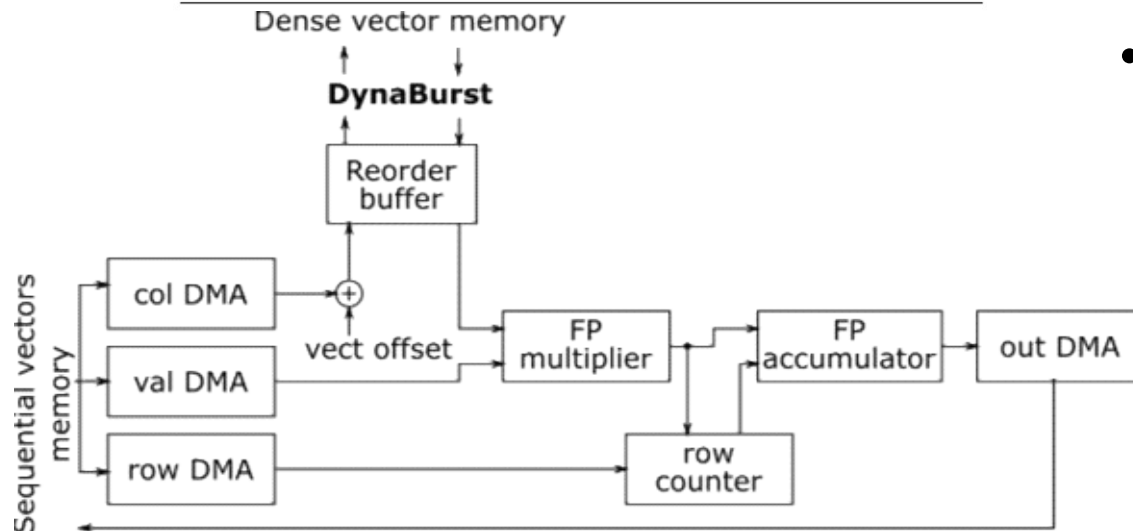 Dense vector memory
DynaBurst
Reorder
buffer
Sequential vectors
memory
col DMA
+
vect offset
val DMA
row DMA
FP
multiplier
row
counter
FP
accumulator
out DMA
•